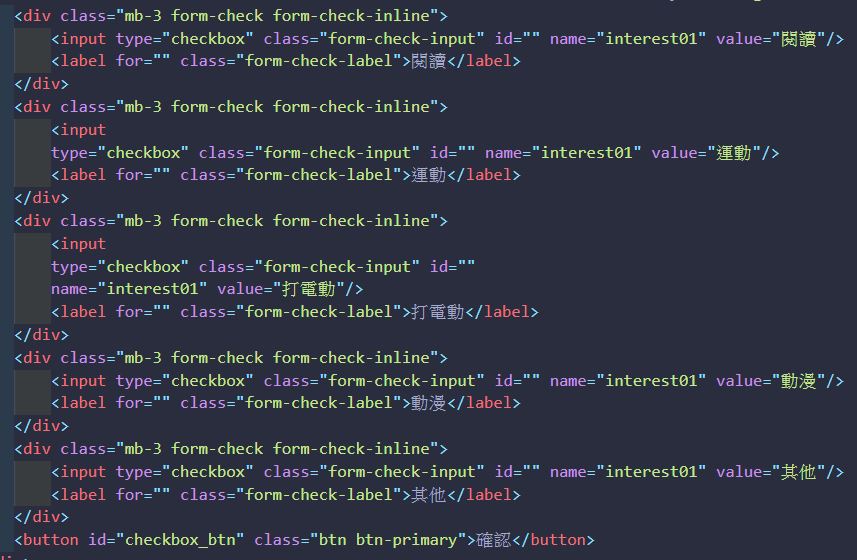 <div class="mb-3 form-check form-check-inline">
<input type="checkbox" class="form-check-input" id="" name="interest01" value="閱讀"/>
<label for="" class="form-check-label">閱讀</label>
</div>
<div class="mb-3 form-check form-check-inline">
<input
type="checkbox" class="form-check-input" id="" name="interest01" value="運動"/>
<label for="" class="form-check-label">運動</label>
</div>
<div class="mb-3 form-check form-check-inline">
<input
type="checkbox" class="form-check-input" id=""
name="interest01" value="打電動"/>
<label for="" class="form-check-label">打電動</label>
</div>
<div class="mb-3 form-check form-check-inline">
<input type="checkbox" class="form-check-input" id="" name="interest01" value="動漫"/>
<label for="" class="form-check-label">動漫</label>
</div>
<div class="mb-3 form-check form-check-inline">
<input type="checkbox" class="form-check-input" id="" name="interest01" value="其他"/>
<label for="" class="form-check-label">其他</label>
</div>
<button id="checkbox_btn" class="btn btn-primary">確認</button>